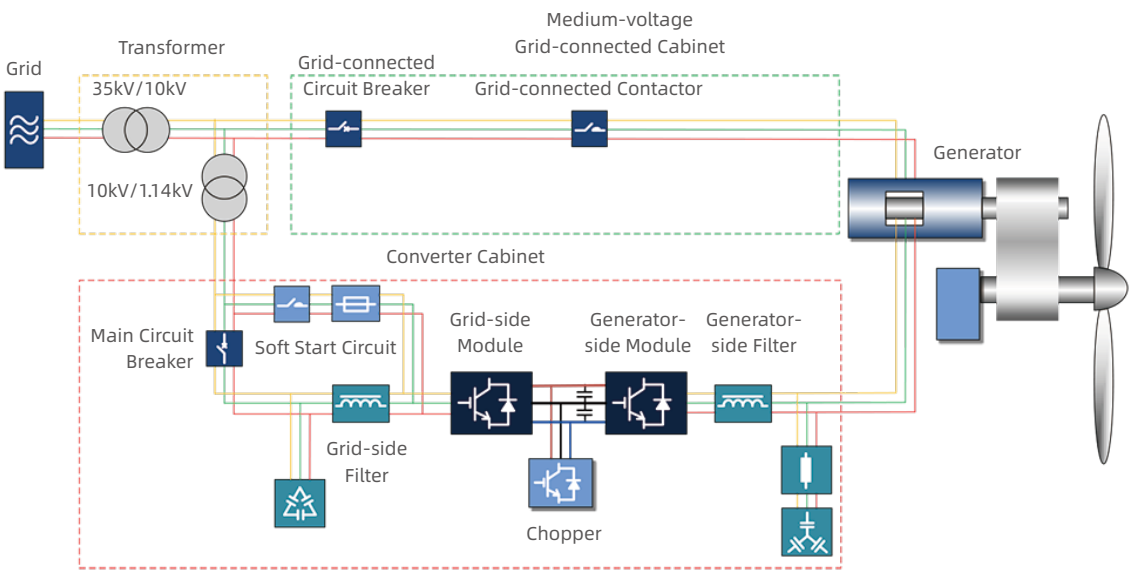 Medium-voltage
Grid-connected Cabinet
Transformer
Grid
Grid-connected
Circuit Breaker
Grid-connected Contactor
35kV/10kV
Generator
10kV/1.14kV
Converter Cabinet
Main Circuit
Breaker
Soft Start Circuit
Grid-side
Module
Generator-
side Module
Generator-
side Filter
Grid-side
Filter
Chopper